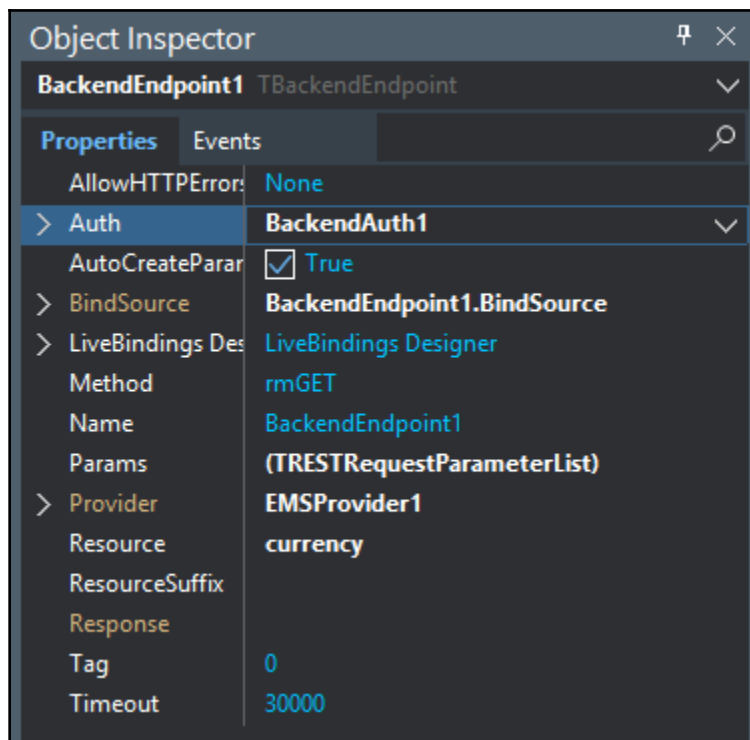 Object Inspector
BackendEndpoint1 TBackendEndpoint
Properties Events
AllowHTTPErrors None
Auth BackendAuth1
AutoCreateParar True
BindSource BackendEndpoint1.BindSource
LiveBindings Des LiveBindings Designer
Method rmGET
Name BackendEndpoint1
Params (TRESTRequestParameterList)
Provider EMSProvider1
Resource currency
ResourceSuffix
Response
Tag 0
Timeout 30000